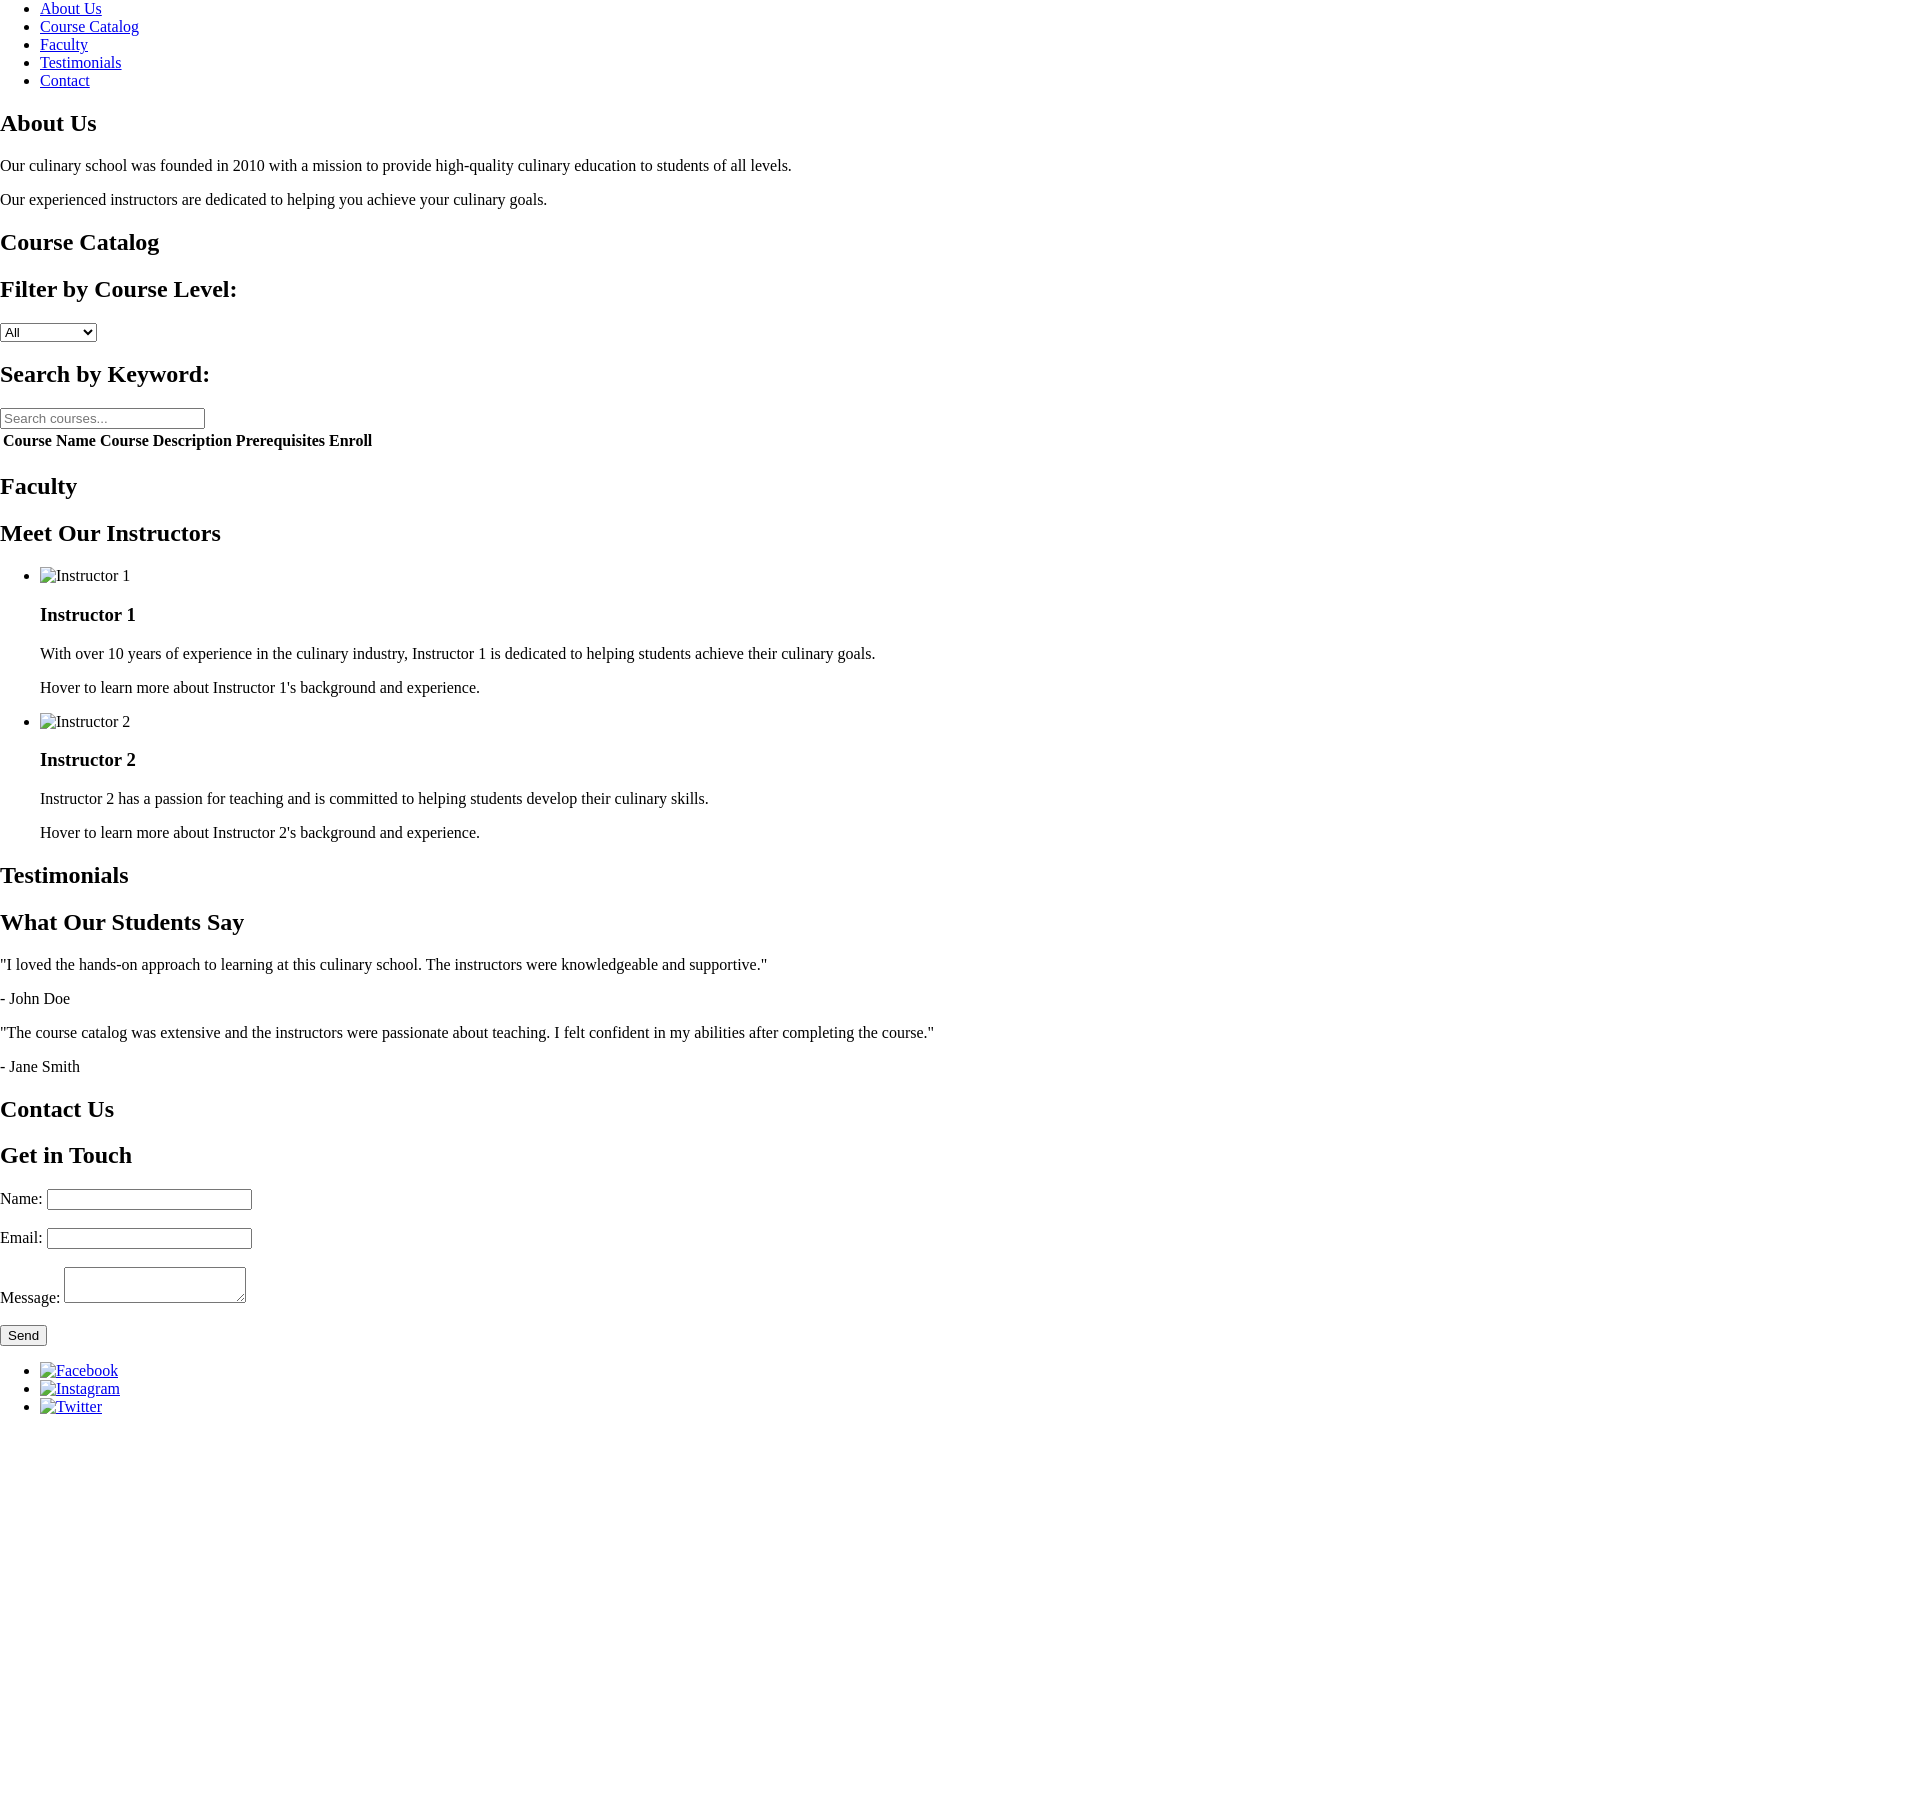 About Us
Course Catalog
Faculty
Testimonials
Contact
About Us
Our culinary school was founded in 2010 with a mission to provide high-quality culinary education to students of all levels.
Our experienced instructors are dedicated to helping you achieve your culinary goals.
Course Catalog
Filter by Course Level:
All
Search by Keyword:
Search courses...
Course Name Course Description Prerequisites Enroll
Faculty
Meet Our Instructors
Instructor 1
Instructor 1
With over 10 years of experience in the culinary industry, Instructor 1 is dedicated to helping students achieve their culinary goals.
Hover to learn more about Instructor 1's background and experience.
Instructor 2
Instructor 2
Instructor 2 has a passion for teaching and is committed to helping students develop their culinary skills.
Hover to learn more about Instructor 2's background and experience.
Testimonials
What Our Students Say
"I loved the hands-on approach to learning at this culinary school. The instructors were knowledgeable and supportive."
- John Doe
"The course catalog was extensive and the instructors were passionate about teaching. I felt confident in my abilities after completing the course."
- Jane Smith
Contact Us
Get in Touch
Name:
Email:
Message:
Send
Facebook
Instagram
Twitter